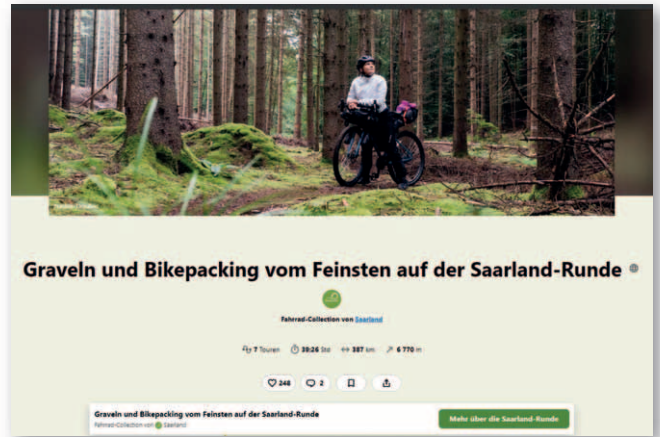 Graveln und Bikepacking vom Feinsten auf der Saarland-Runde
Fahrrad-Collection von Saarland
7 Touren 39:26 Std 387 km 6 770 m
248 2
Graveln und Bikepacking vom Feinsten auf der Saarland-Runde
Fahrrad-Collection von Saarland
Mehr über die Saarland-Runde